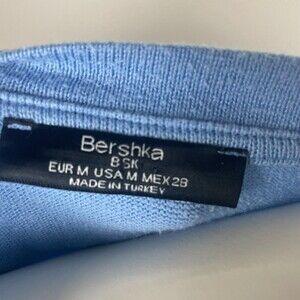 Bershka
BSK
EUR M USA M MEX 28
MADE IN TURKEY